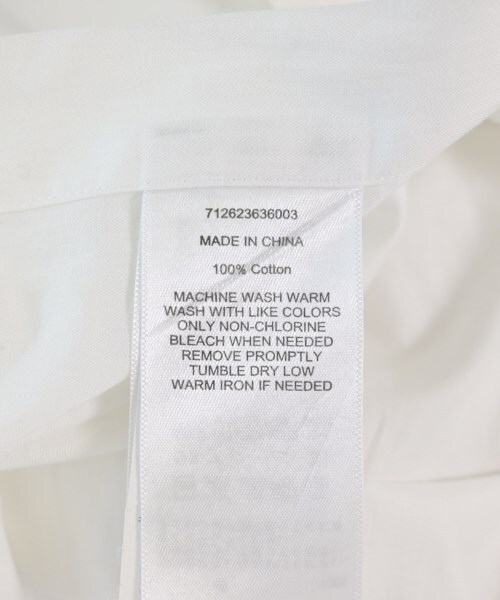 712623636003
MADE IN CHINA
100% Cotton
MACHINE WASH WARM
WASH WITH LIKE COLORS
ONLY NON-CHLORINE
BLEACH WHEN NEEDED
REMOVE PROMPTLY
TUMBLE DRY LOW
WARM IRON IF NEEDED